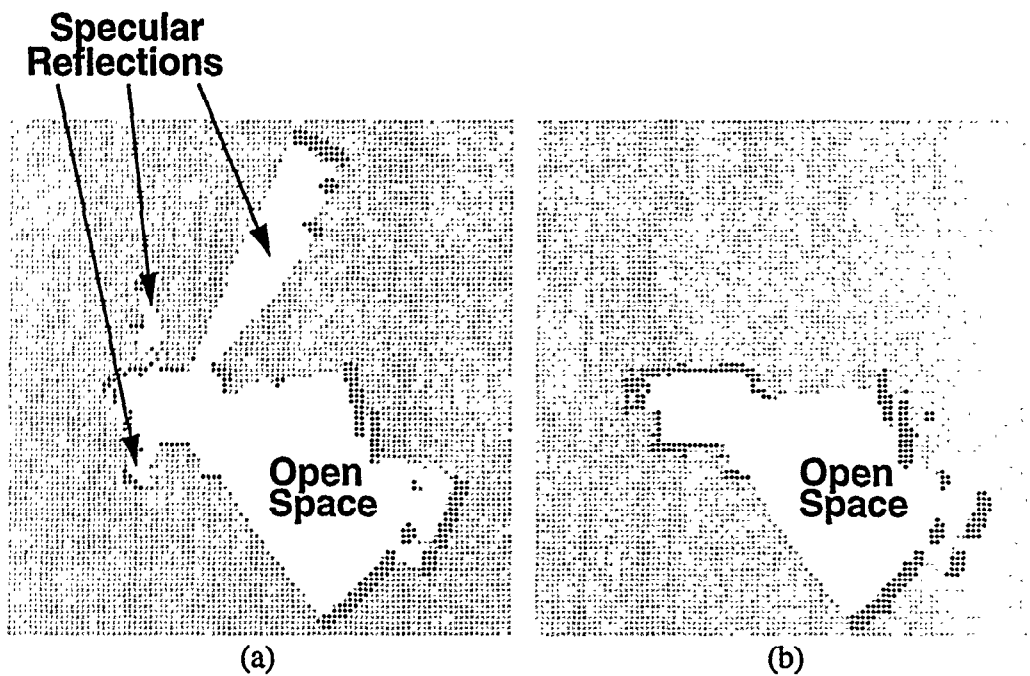 Specular
Reflections
Open
Space
Open
Space
(a)
(b)